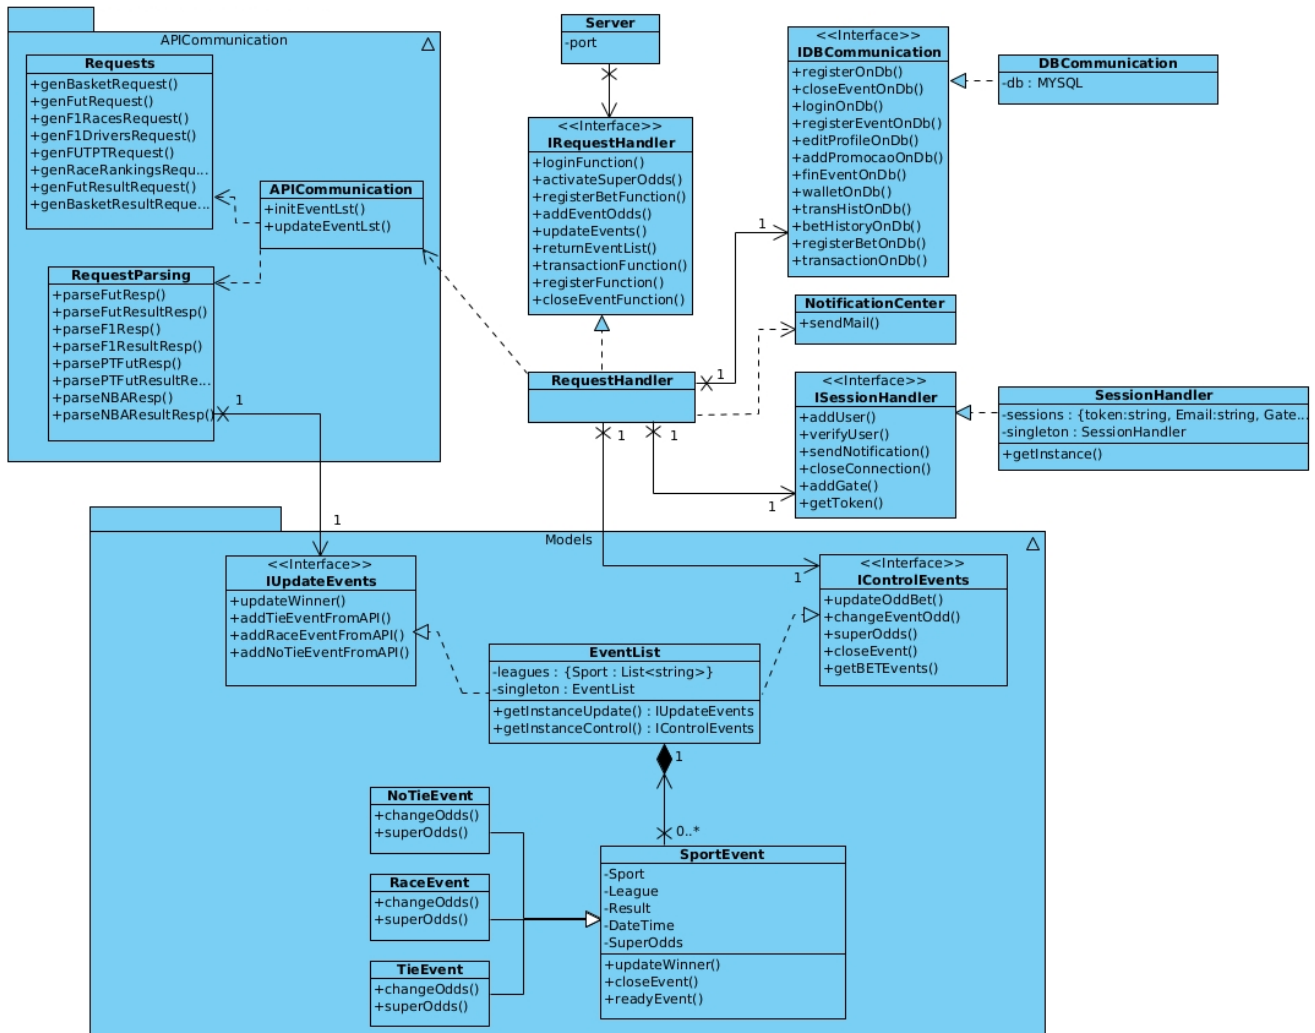 APICommunication
Requests
+genBasketRequest()
+genFutRequest()
+genF1RacesRequest()
+genF1DriversRequest()
+genFUTPTRequest()
+genRaceRankingsRequ...
+genFutResultRequest()
+genBasketResultReque...
APICommunication
+initEventLst()
+updateEventLst()
RequestParsing
+parseFutResp()
+parseFutResultResp()
+parseF1Resp()
+parseF1ResultResp()
+parsePTFutResp()
+parsePTFutResultRe...
+parseNBAResp()
+parseNBAResultResp()
1
1
Server
-port
<<Interface>>
IRequestHandler
+loginFunction()
+activateSuperOdds()
+registerBetFunction()
+addEventOdds()
+updateEvents()
+returnEventList()
+transactionFunction()
+registerFunction()
+closeEventFunction()
RequestHandler
1
1
1
1
1
1
<<Interface>>
IDBCommunication
+registerOnDb()
+closeEventOnDb()
+loginOnDb()
+registerEventOnDb()
+editProfileOnDb()
+addPromocaoOnDb()
+finEventOnDb()
+walletOnDb()
+transHistOnDb()
+betHistoryOnDb()
+registerBetOnDb()
+transactionOnDb()
DBCommunication
-db : MYSQL
NotificationCenter
+sendMail()
<<Interface>>
ISessionHandler
+addUser()
+verifyUser()
+sendNotification()
+closeConnection()
+addGate()
+getToken()
SessionHandler
-sessions : {token:string, Email:string, Gate...
-singleton : SessionHandler
+getInstance()
Models
<<Interface>>
IUpdateEvents
+updateWinner()
+addTieEventFromAPI()
+addRaceEventFromAPI()
+addNoTieEventFromAPI()
<<Interface>>
IControlEvents
+updateOddBet()
+changeEventOdd()
+superOdds()
+closeEvent()
+getBETEvents()
EventList
-leagues : {Sport : List<string>}
-singleton : EventList
+getInstanceUpdate() : IUpdateEvents
+getInstanceControl() : IControlEvents
1
0..*
NoTieEvent
+changeOdds()
+superOdds()
RaceEvent
+changeOdds()
+superOdds()
TieEvent
+changeOdds()
+superOdds()
SportEvent
-Sport
-League
-Result
-DateTime
-SuperOdds
+updateWinner()
+closeEvent()
+readyEvent()